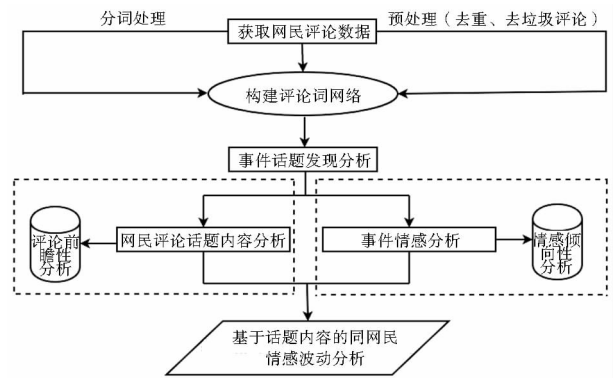 分词处理
获取网民评论数据
预处理(去重、去垃圾评论)
构建评论词网络
事件话题发现分析
评论前
瞻性
分析
网民评论话题内容分析
事件情感分析
情感倾
向性
分析
基于话题内容的同网民
情感波动分析